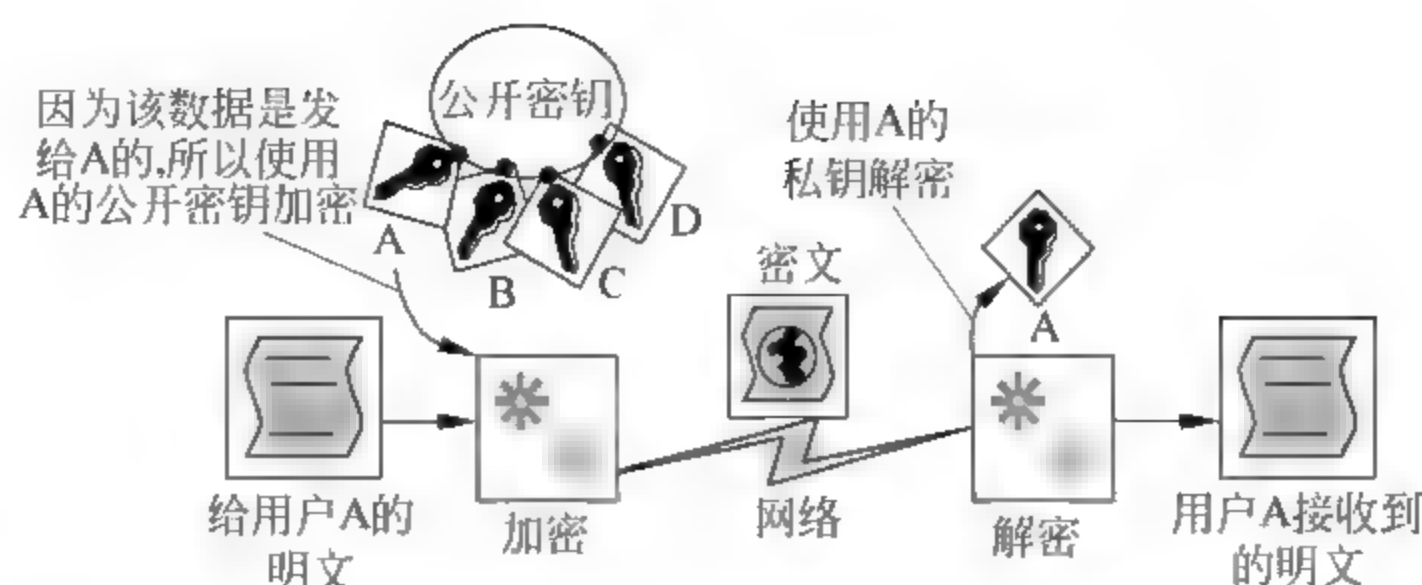 公开密钥
因为该数据是发
给A的,所以使用
A的公开密钥加密
A
B
C
D
使用A的
私钥解密
A
密文
给用户A的
明文
加密
网络
解密
用户A接收到
的明文